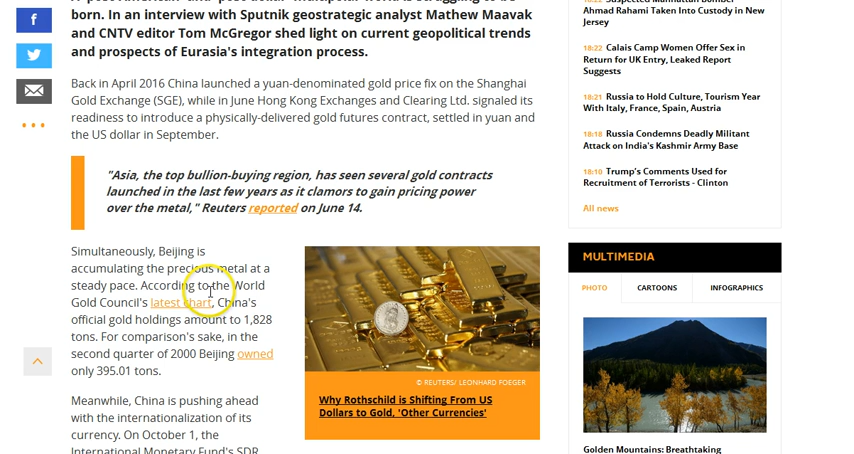 born. In an interview with Sputnik geostrategic analyst Mathew Maavak
and CNTV editor Tom McGregor shed light on current geopolitical trends
and prospects of Eurasia's integration process.
Back in April 2016 China launched a yuan-denominated gold price fix on the Shanghai
Gold Exchange (SGE), while in June Hong Kong Exchanges and Clearing Ltd. signaled its
readiness to introduce a physically-delivered gold futures contract, settled in yuan and
the US dollar in September.
"Asia, the top bullion-buying region, has seen several gold contracts
launched in the last few years as it clamors to gain pricing power
over the metal," Reuters reported on June 14.
Simultaneously, Beijing is
accumulating the precious metal at a
steady pace. According to the World
Gold Council's latest chart, China's
official gold holdings amount to 1,828
tons. For comparison's sake, in the
second quarter of 2000 Beijing owned
only 395.01 tons.
Meanwhile, China is pushing ahead
with the internationalization of its
currency. On October 1, the
International Monetary Fund's SDR
© REUTERS/ LEONHARD FOEGER
Why Rothschild is Shifting From US
Dollars to Gold, 'Other Currencies'
Ahmad Rahami Taken Into Custody in New
Jersey
18:22 Calais Camp Women Offer Sex in
Return for UK Entry, Leaked Report
Suggests
18:21 Russia to Hold Culture, Tourism Year
With Italy, France, Spain, Austria
18:18 Russia Condemns Deadly Militant
Attack on India's Kashmir Army Base
18:10 Trump's Comments Used for
Recruitment of Terrorists - Clinton
All news
MULTIMEDIA
PHOTO CARTOONS INFOGRAPHICS
Golden Mountains: Breathtaking